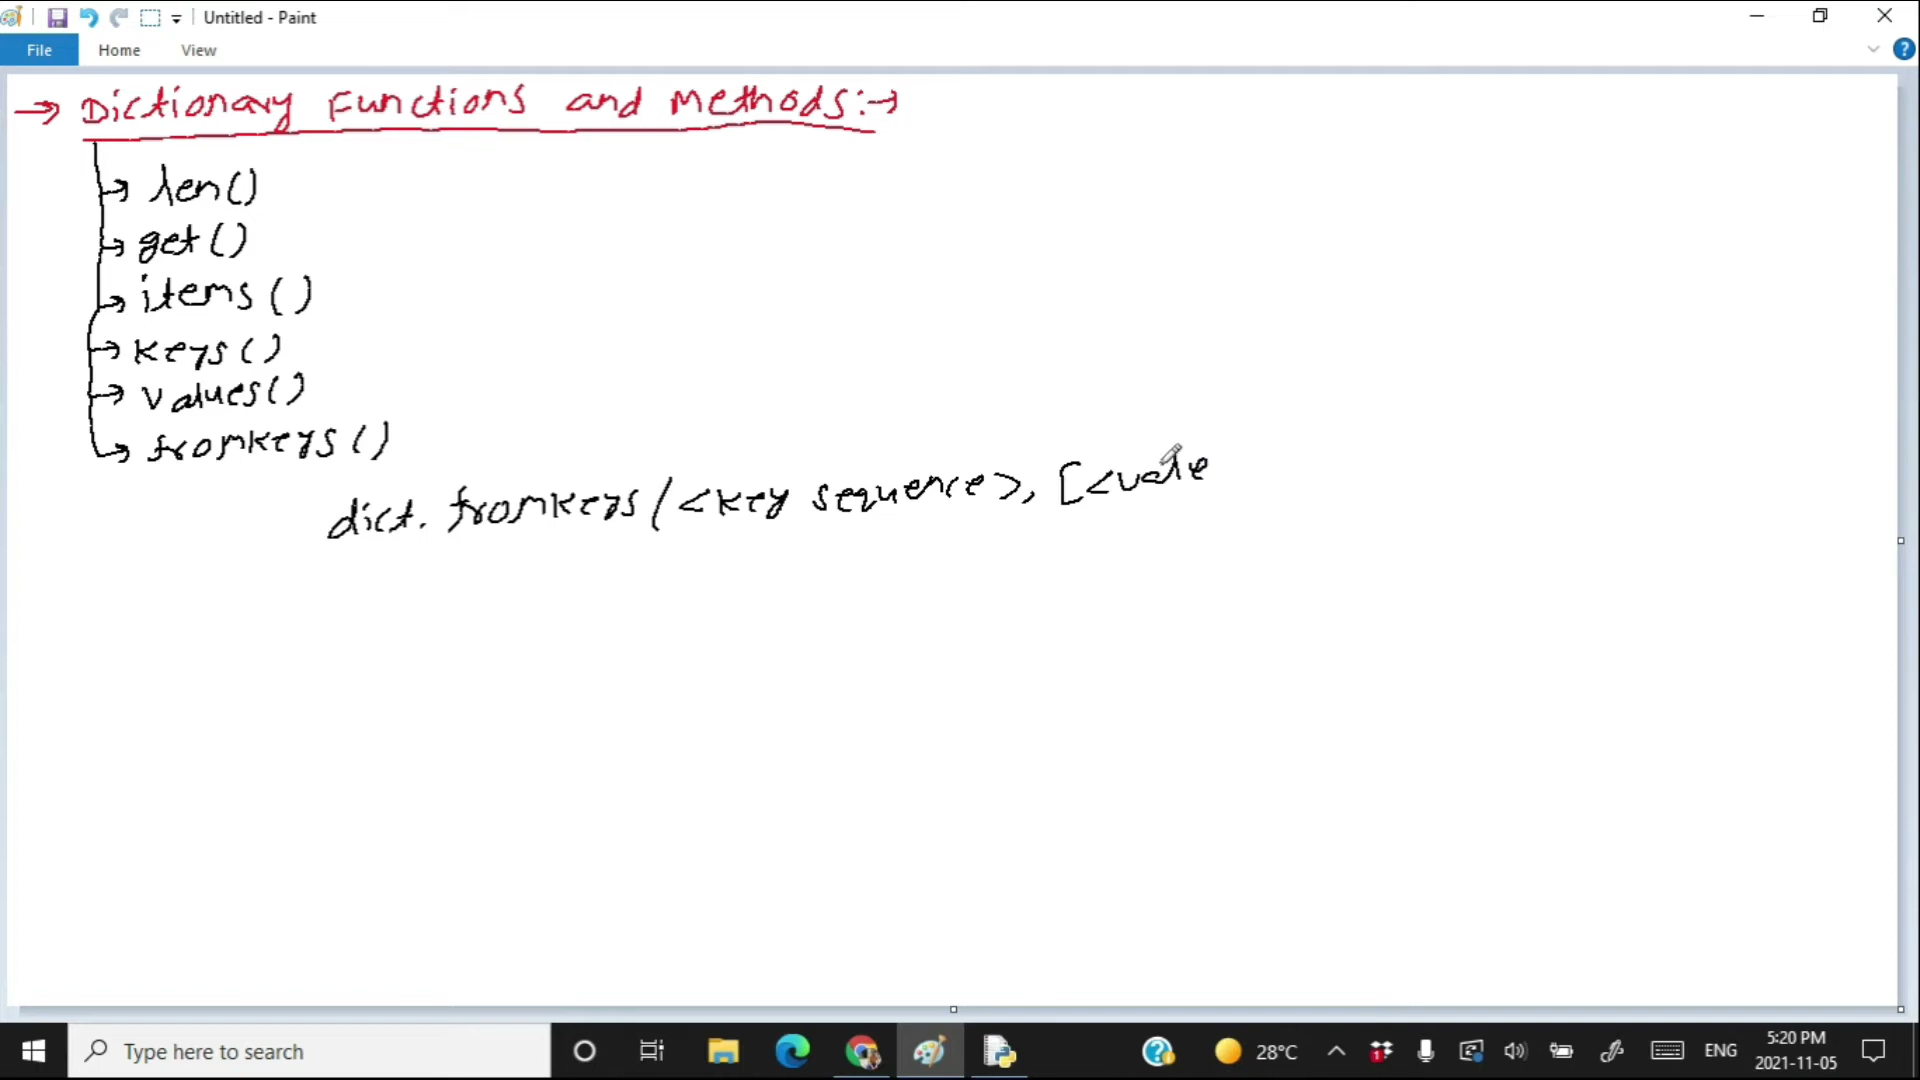 Untitled - Paint
File Home View
→ Dictionary Functions and Methods:→
→ len()
→ get()
→ items()
→ keys()
→ values()
→ fromkeys()
dict. fromkeys(<key sequence>, [<vale
Type here to search
28°C
ENG
5:20 PM
2021-11-05